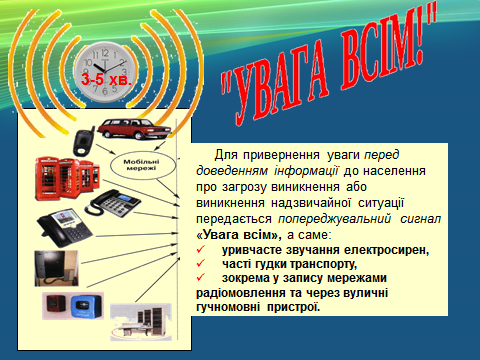 "УВАГА ВСІМ!"
3-5 хв.
Мобільні
мережі
Для привернення уваги перед
доведенням інформації до населення
про загрозу виникнення або
виникнення надзвичайної ситуації
передається попереджувальний сигнал
«Увага всім», а саме:
✓ уривчасте звучання електросирен,
✓ часті гудки транспорту,
✓ зокрема у запису мережами
радіомовлення та через вуличні
гучномовні пристрої.